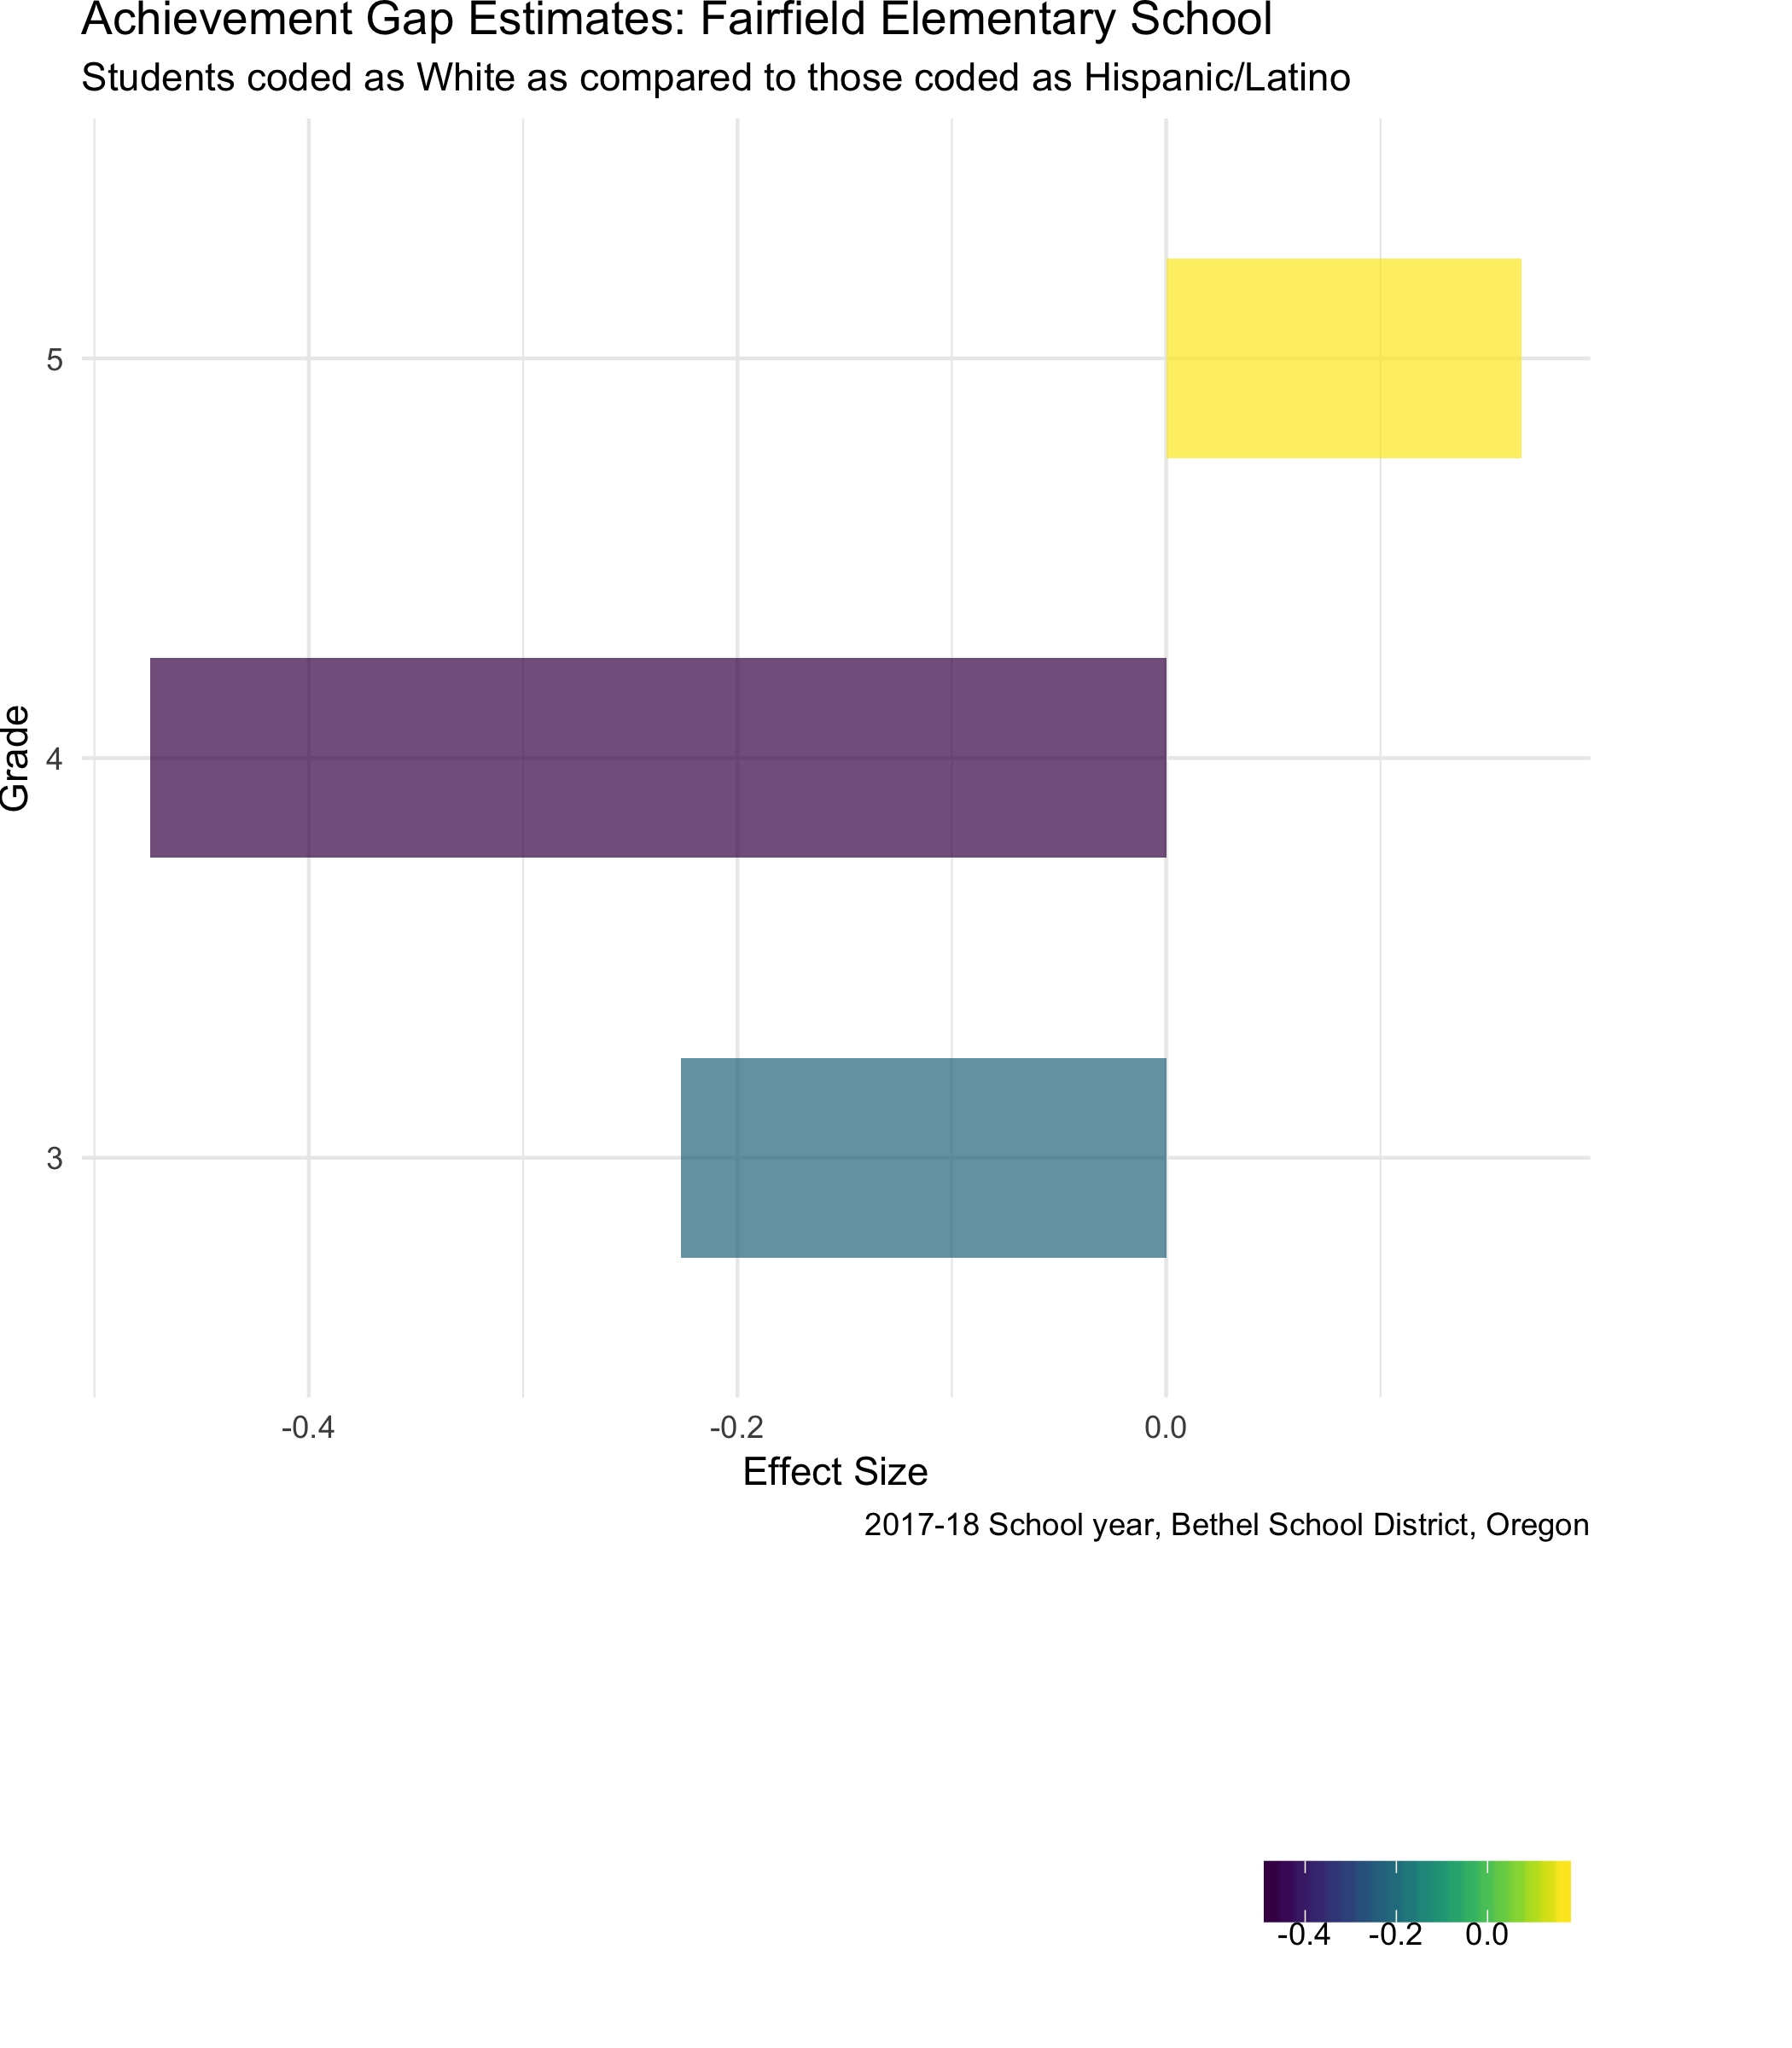 Achievement Gap Estimates: Fairfield Elementary School
Students coded as White as compared to those coded as Hispanic/Latino
5
4
3
Grade
-0.4 -0.2 0.0
Effect Size
2017-18 School year, Bethel School District, Oregon
-0.4 -0.2 0.0